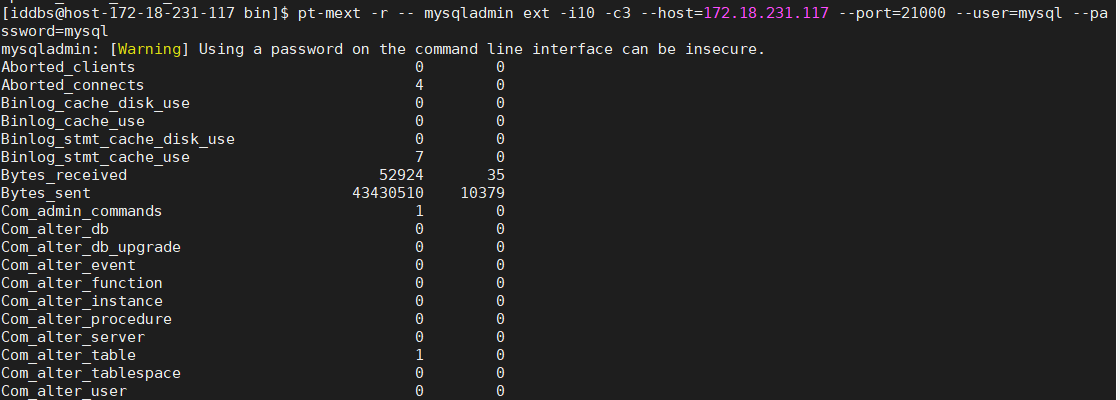 [iddbs@host-172-18-231-117 bin]$ pt-mext -r -- mysqladmin ext -i10 -c3 --host=172.18.231.117 --port=21000 --user=mysql --pa
ssword=mysql
mysqladmin: [Warning] Using a password on the command line interface can be insecure.
Aborted_clients 0 0
Aborted_connects 4 0
Binlog_cache_disk_use 0 0
Binlog_cache_use 0 0
Binlog_stmt_cache_disk_use 0 0
Binlog_stmt_cache_use 7 0
Bytes_received 52924 35
Bytes_sent 43430510 10379
Com_admin_commands 1 0
Com_alter_db 0 0
Com_alter_db_upgrade 0 0
Com_alter_event 0 0
Com_alter_function 0 0
Com_alter_instance 0 0
Com_alter_procedure 0 0
Com_alter_server 0 0
Com_alter_table 1 0
Com_alter_tablespace 0 0
Com_alter_user 0 0